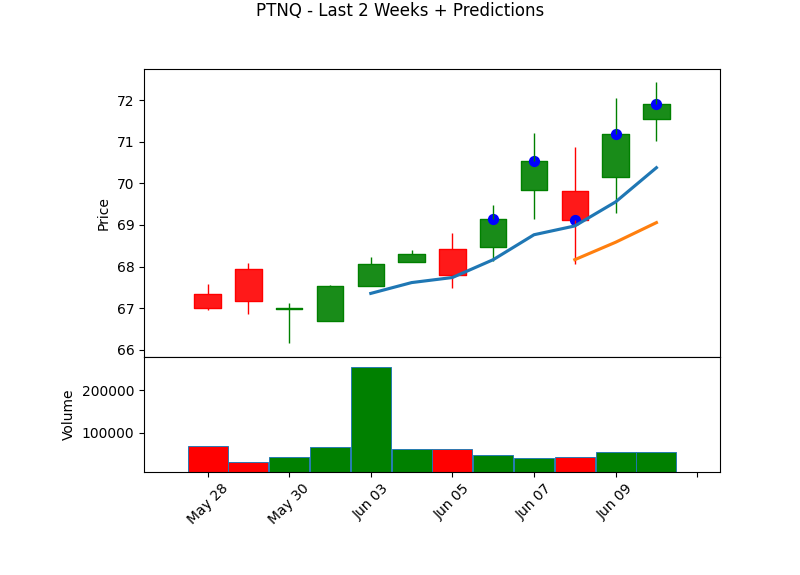 PTNQ - Last 2 Weeks + Predictions
72
71
70
69
68
67
66
Price
200000
100000
Volume
May 28
May 30
Jun 03
Jun 05
Jun 07
Jun 09